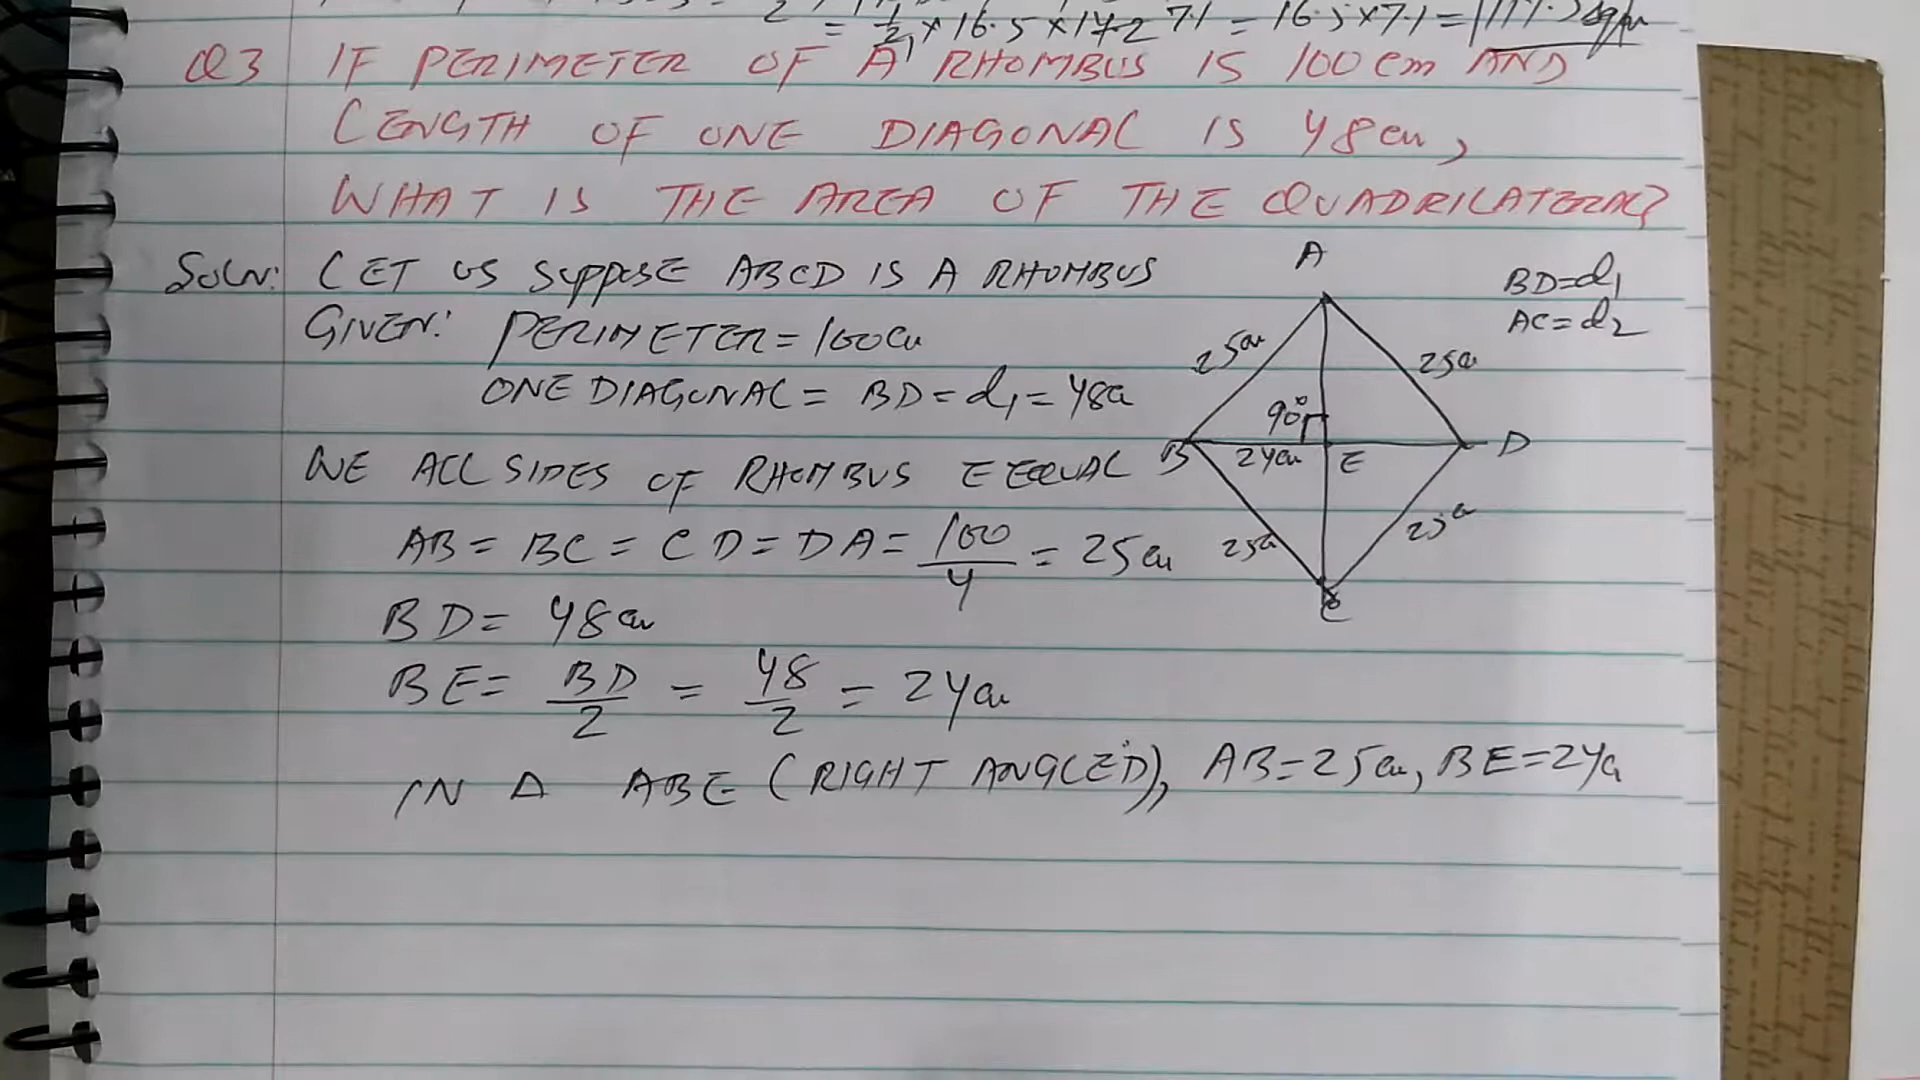 = 1/2 × 16.5 × 14.2 7.1 = 16.5 × 7.1 =
Q3 IF PERIMETER OF A RHOMBUS IS 100 cm AND
LENGTH OF ONE DIAGONAL IS 48 cm,
WHAT IS THE AREA OF THE QUADRILATERAL?
SOLN: LET US SUPPOSE ABCD IS A RHOMBUS
GIVEN: PERIMETER = 100 cm
ONE DIAGONAL = BD = d1 = 48 cm
WE ALL SIDES OF RHOMBUS E EQUAL
AB = BC = CD = DA = 100/4 = 25 cm
BD = 48 cm
BE = BD/2 = 48/2 = 24 cm
IN Δ ABE (RIGHT ANGLED), AB = 25 cm, BE = 24 cm
A
BD = d1
AC = d2
25 cm
25 cm
90°
B
24 cm
E
D
25 cm
25 cm
C